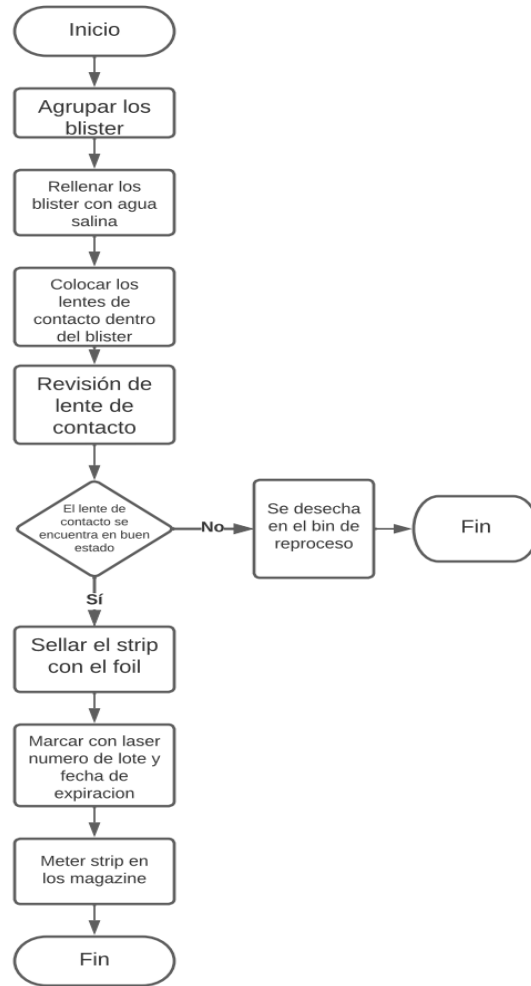 Inicio
Agrupar los
blister
Rellenar los
blister con agua
salina
Colocar los
lentes de
contacto dentro
del blister
Revisión de
lente de
contacto
El lente de
contacto se
encuentra en buen
estado
No
Se desecha
en el bin de
reproceso
Fin
Sí
Sellar el strip
con el foil
Marcar con laser
numero de lote y
fecha de
expiracion
Meter strip en
los magazine
Fin